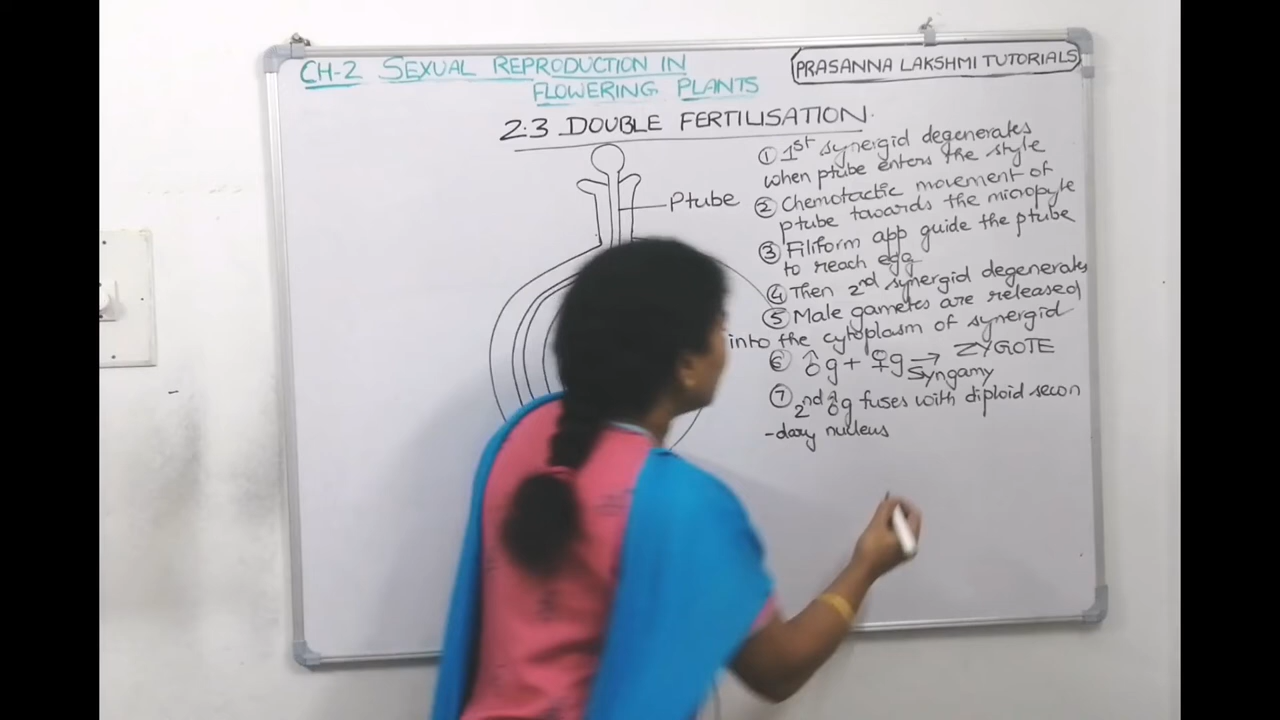 CH-2 SEXUAL REPRODUCTION IN
FLOWERING PLANTS
PRASANNA LAKSHMI TUTORIALS
2.3 DOUBLE FERTILISATION.
Ptube
① 1st synergid degenerates
when ptube enters the style
② Chemotactic movement of
ptube towards the micropyle
③ Filiform app guide the ptube
to reach egg
④ Then 2nd synergid degenerates
⑤ Male gametes are released
into the cytoplasm of synergid
⑥ ♂g + ♀g → ZYGOTE
Syngamy
⑦ 2nd ♂g fuses with diploid secon
-dary nucleus